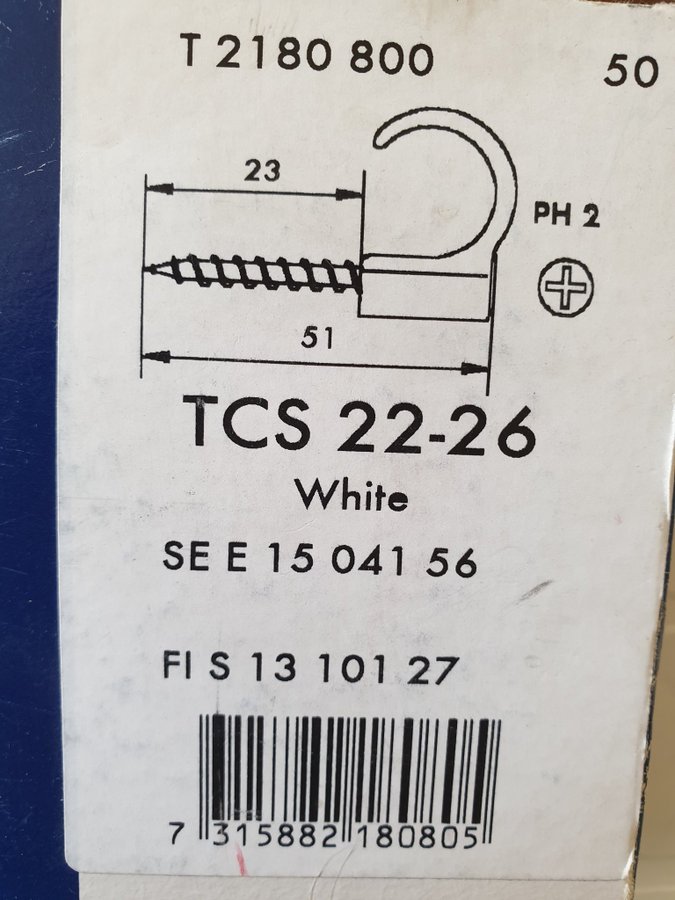 T 2180 800 50
23
PH 2
51
TCS 22-26
White
SE E 15 041 56
FI S 13 101 27
7 315882 180805